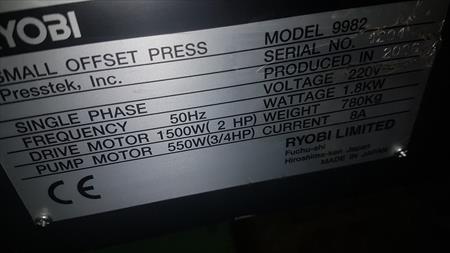 RYOBI
SMALL OFFSET PRESS MODEL 9982
Presstek, Inc. SERIAL NO.
PRODUCED IN
SINGLE PHASE VOLTAGE 220V
FREQUENCY 50Hz WATTAGE 1.8KW
DRIVE MOTOR 1500W( 2 HP) WEIGHT 780Kg
PUMP MOTOR 550W(3/4HP) CURRENT 8A
RYOBI LIMITED
Fuchu-shi
Hiroshima-ken Japan
MADE IN JAPAN
CE